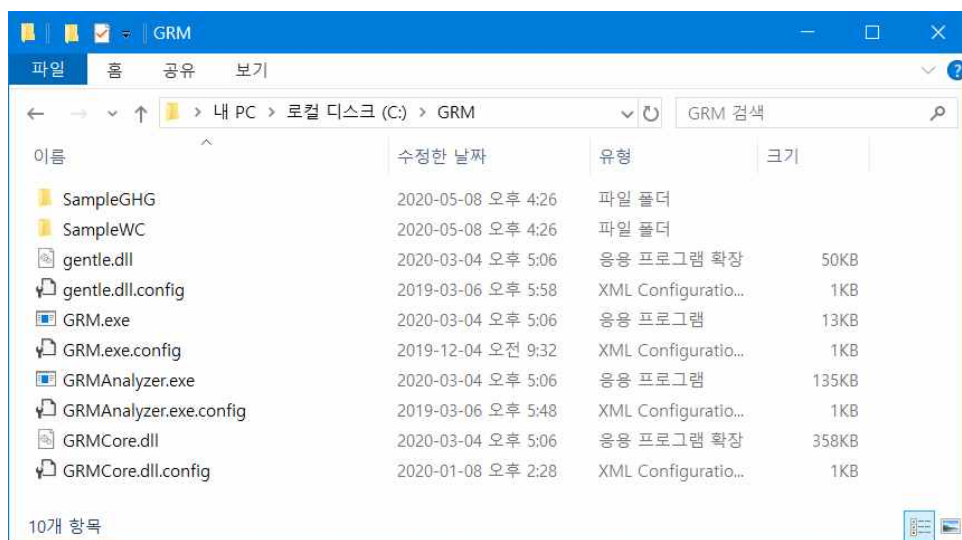 GRM
파일 홈 공유 보기
내 PC > 로컬 디스크 (C:) > GRM GRM 검색
이름 수정한 날짜 유형 크기
SampleGHG 2020-05-08 오후 4:26 파일 폴더
SampleWC 2020-05-08 오후 4:26 파일 폴더
gentle.dll 2020-03-04 오후 5:06 응용 프로그램 확장 50KB
gentle.dll.config 2019-03-06 오후 5:58 XML Configuratio... 1KB
GRM.exe 2020-03-04 오후 5:06 응용 프로그램 13KB
GRM.exe.config 2019-12-04 오전 9:32 XML Configuratio... 1KB
GRMAnalyzer.exe 2020-03-04 오후 5:06 응용 프로그램 135KB
GRMAnalyzer.exe.config 2019-03-06 오후 5:48 XML Configuratio... 1KB
GRMCore.dll 2020-03-04 오후 5:06 응용 프로그램 확장 358KB
GRMCore.dll.config 2020-01-08 오후 2:28 XML Configuratio... 1KB
10개 항목